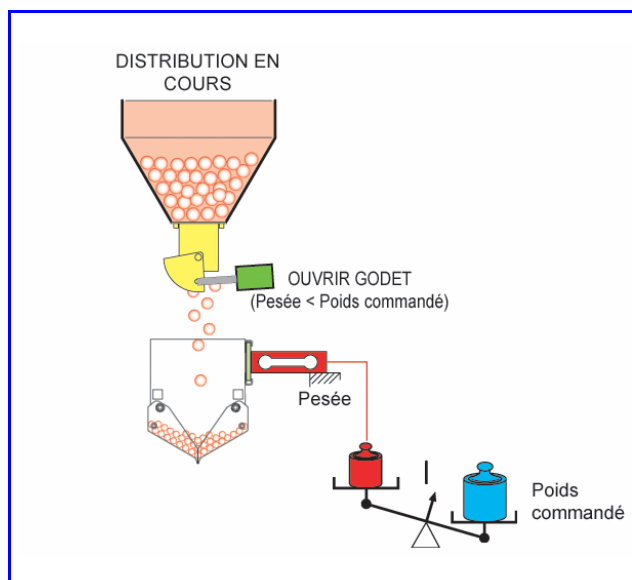 DISTRIBUTION EN
COURS
OUVRIR GODET
(Pesée < Poids commandé)
Pesée
Poids
commandé